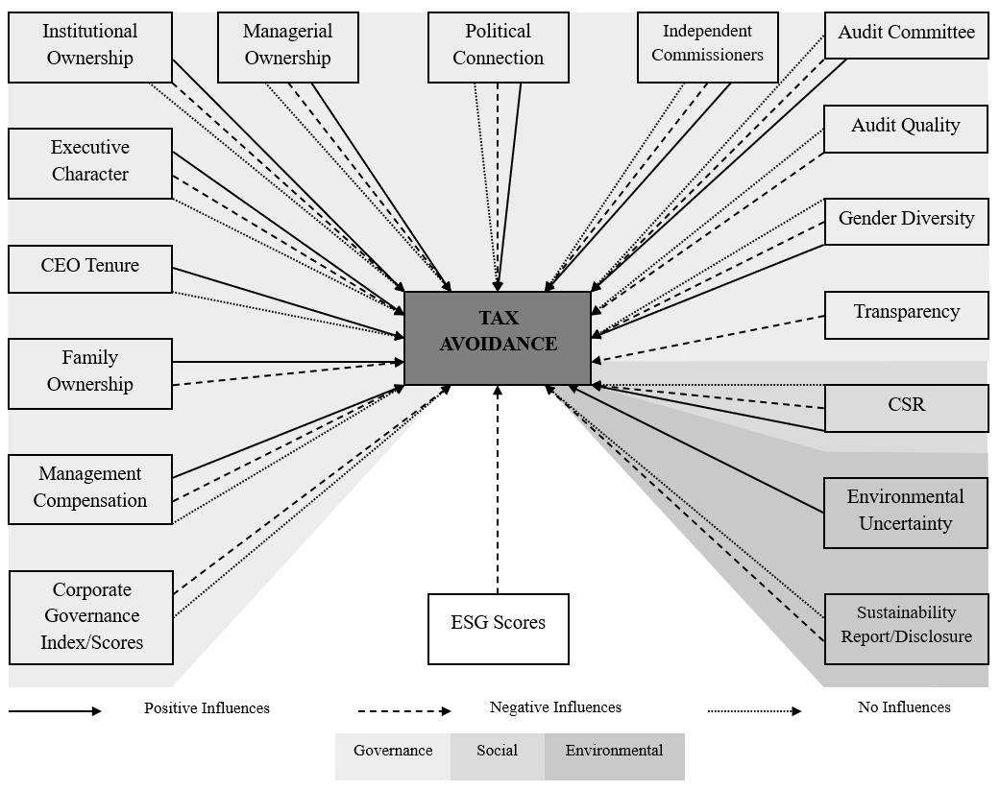 Institutional
Ownership
Managerial
Ownership
Political
Connection
Independent
Commissioners
Audit Committee
Executive
Character
Audit Quality
CEO Tenure
Gender Diversity
TAX
AVOIDANCE
Transparency
Family
Ownership
CSR
Management
Compensation
Environmental
Uncertainty
Corporate
Governance
Index/Scores
ESG Scores
Sustainability
Report/Disclosure
Positive Influences
Negative Influences
No Influences
Governance
Social
Environmental